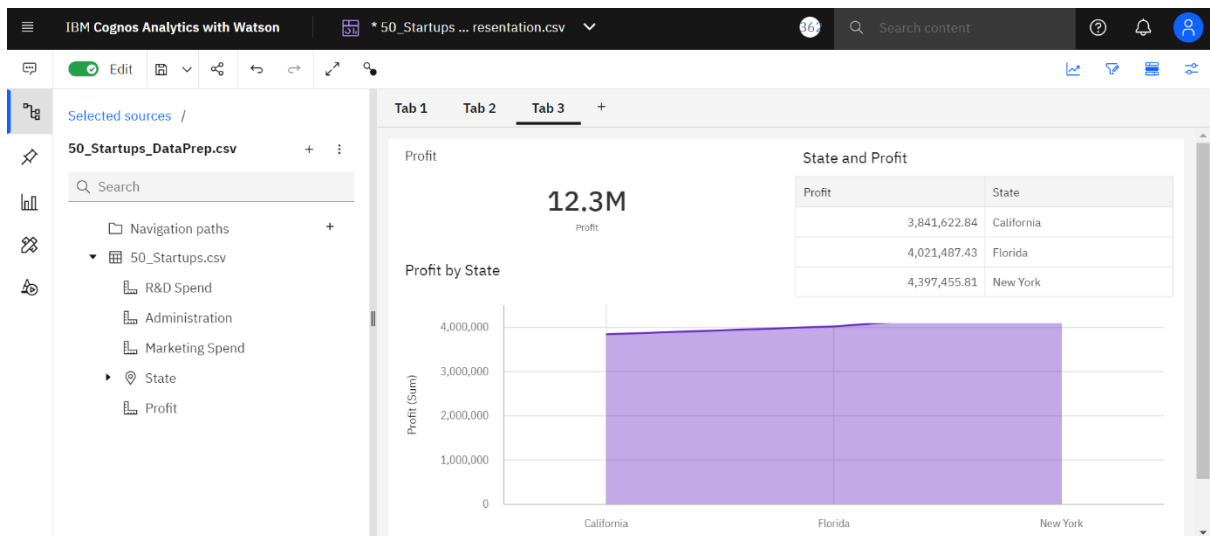 IBM Cognos Analytics with Watson
* 50_Startups ... resentation.csv
362
Search content
Edit
Selected sources /
50_Startups_DataPrep.csv
Search
Navigation paths
50_Startups.csv
R&D Spend
Administration
Marketing Spend
State
Profit
Tab 1 Tab 2 Tab 3 +
Profit
12.3M
Profit
State and Profit
Profit State
3,841,622.84 California
4,021,487.43 Florida
4,397,455.81 New York
Profit by State
Profit (Sum)
4,000,000
3,000,000
2,000,000
1,000,000
0
California Florida New York